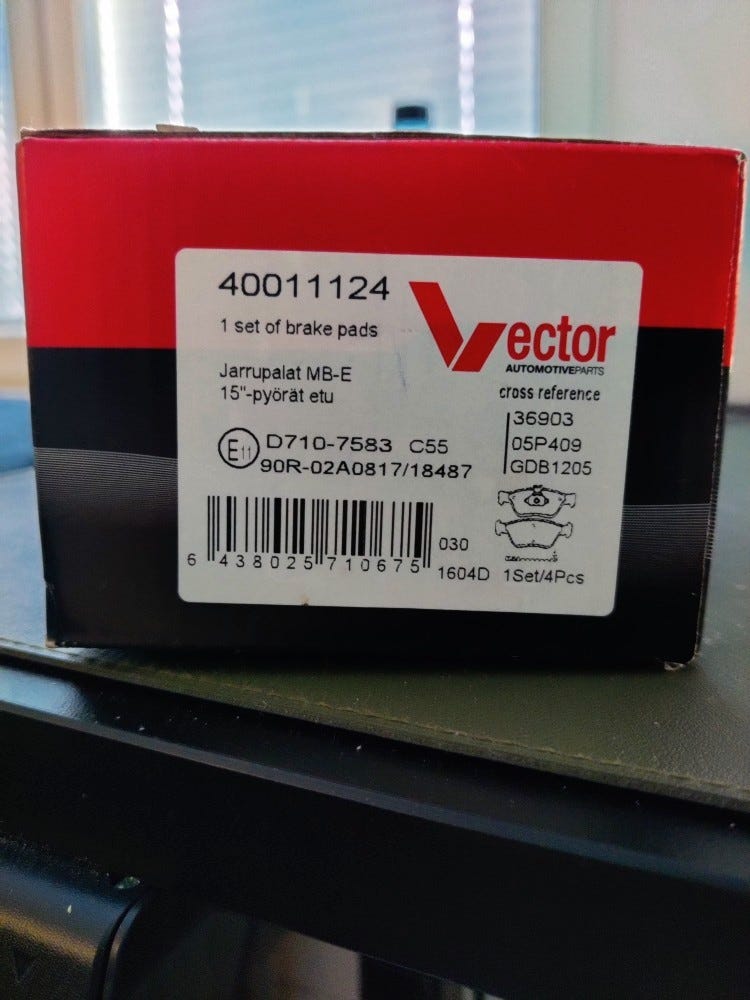 40011124
1 set of brake pads
Jarrupalat MB-E
15"-pyörät etu
Vector
AUTOMOTIVEPARTS
cross reference
36903
05P409
GDB1205
E11 D710-7583 C55
90R-02A0817/18487
6 438025 710675
030
1604D 1Set/4Pcs